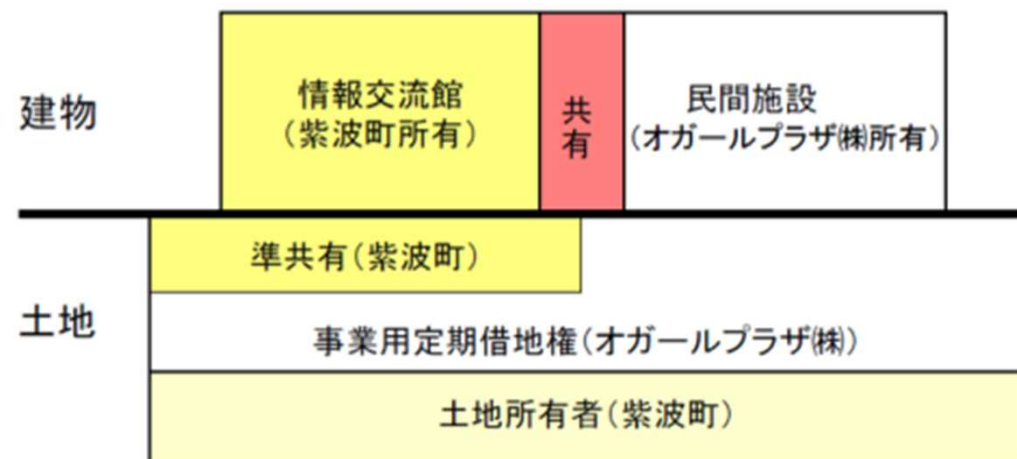 建物
情報交流館
(紫波町所有)
共
有
民間施設
(オガールプラザ㈱所有)
準共有(紫波町)
土地
事業用定期借地権(オガールプラザ㈱)
土地所有者(紫波町)